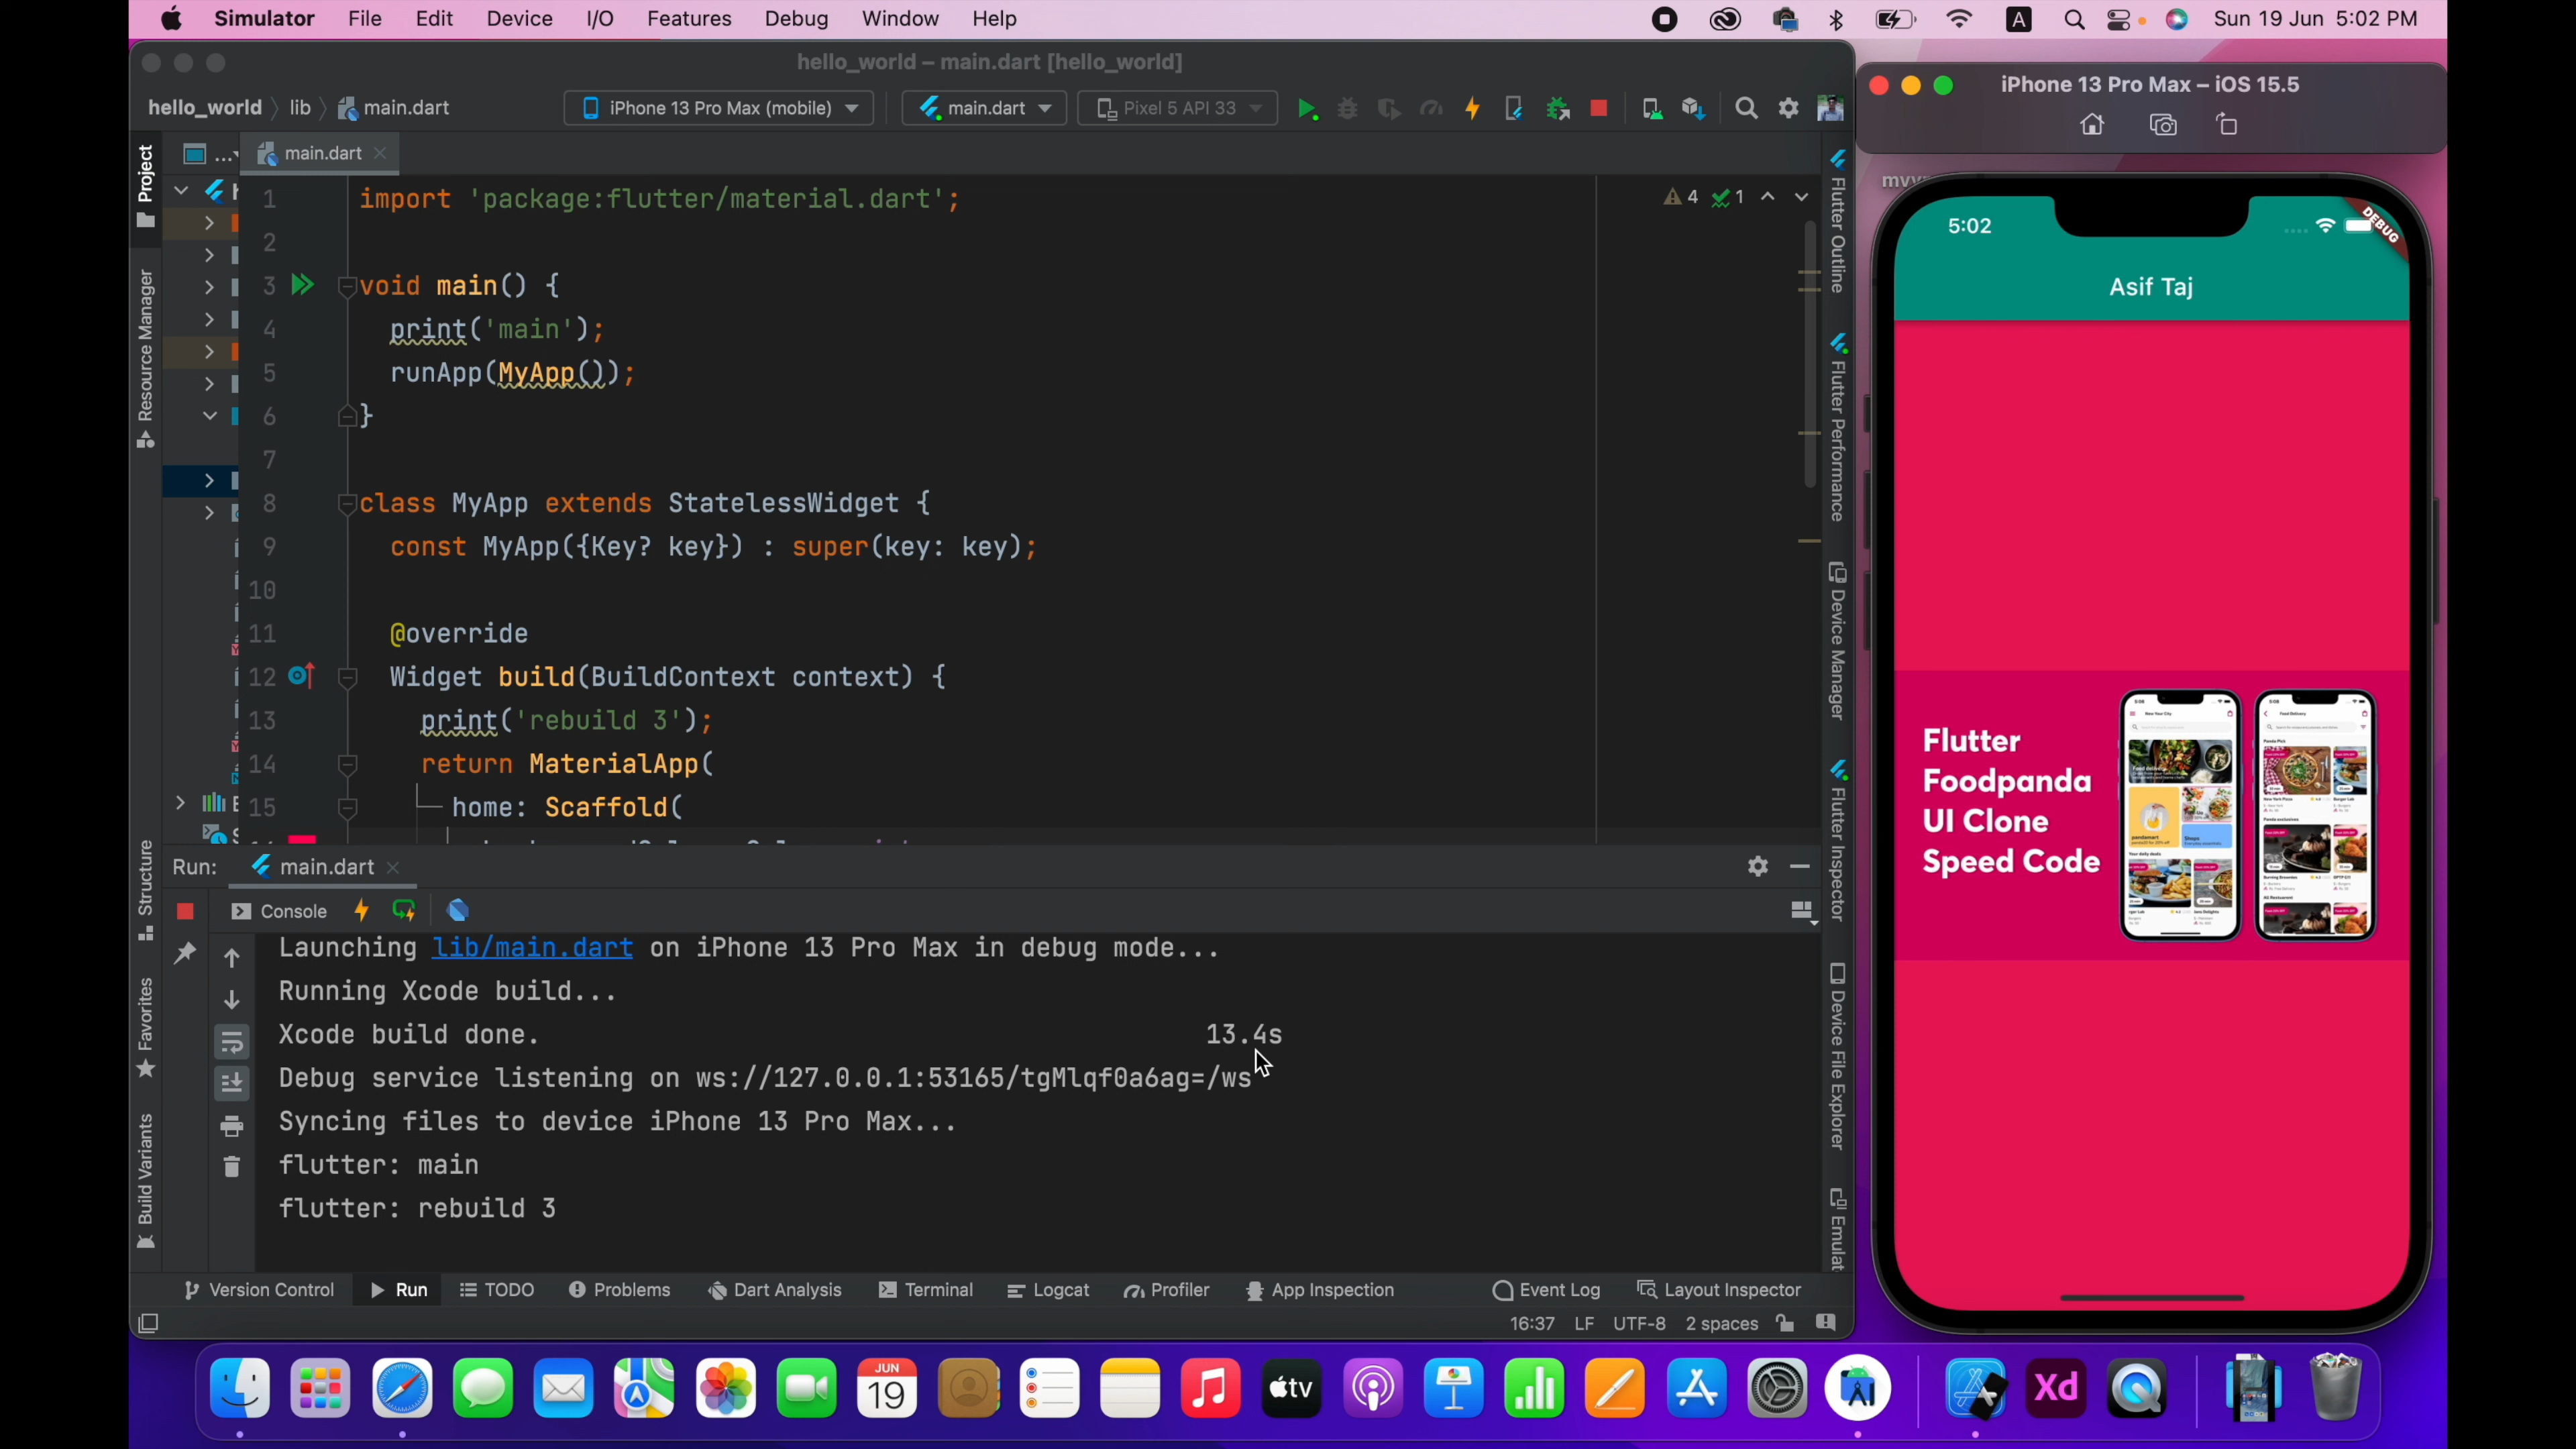 Simulator File Edit Device I/O Features Debug Window Help
A
Sun 19 Jun 5:02 PM
hello_world – main.dart [hello_world]
hello_world lib main.dart
iPhone 13 Pro Max (mobile)
main.dart
Pixel 5 API 33
Project
Resource Manager
Structure
Favorites
Build Variants
main.dart
4 1
1 import 'package:flutter/material.dart';
2
3 void main() {
4 print('main');
5 runApp(MyApp());
6 }
7
8 class MyApp extends StatelessWidget {
9 const MyApp({Key? key}) : super(key: key);
10
11 @override
12 Widget build(BuildContext context) {
13 print('rebuild 3');
14 return MaterialApp(
15 home: Scaffold(
Flutter Outline
Flutter Performance
Device Manager
Flutter Inspector
Device File Explorer
Emulat
Run: main.dart
Console
Launching lib/main.dart on iPhone 13 Pro Max in debug mode...
Running Xcode build...
Xcode build done. 13.4s
Debug service listening on ws://127.0.0.1:53165/tgMlqf0a6ag=/ws
Syncing files to device iPhone 13 Pro Max...
flutter: main
flutter: rebuild 3
Version Control Run TODO Problems Dart Analysis Terminal Logcat Profiler App Inspection Event Log Layout Inspector
16:37 LF UTF-8 2 spaces
iPhone 13 Pro Max – iOS 15.5
5:02
DEBUG
Asif Taj
Flutter
Foodpanda
UI Clone
Speed Code
JUN
19
tv
Xd